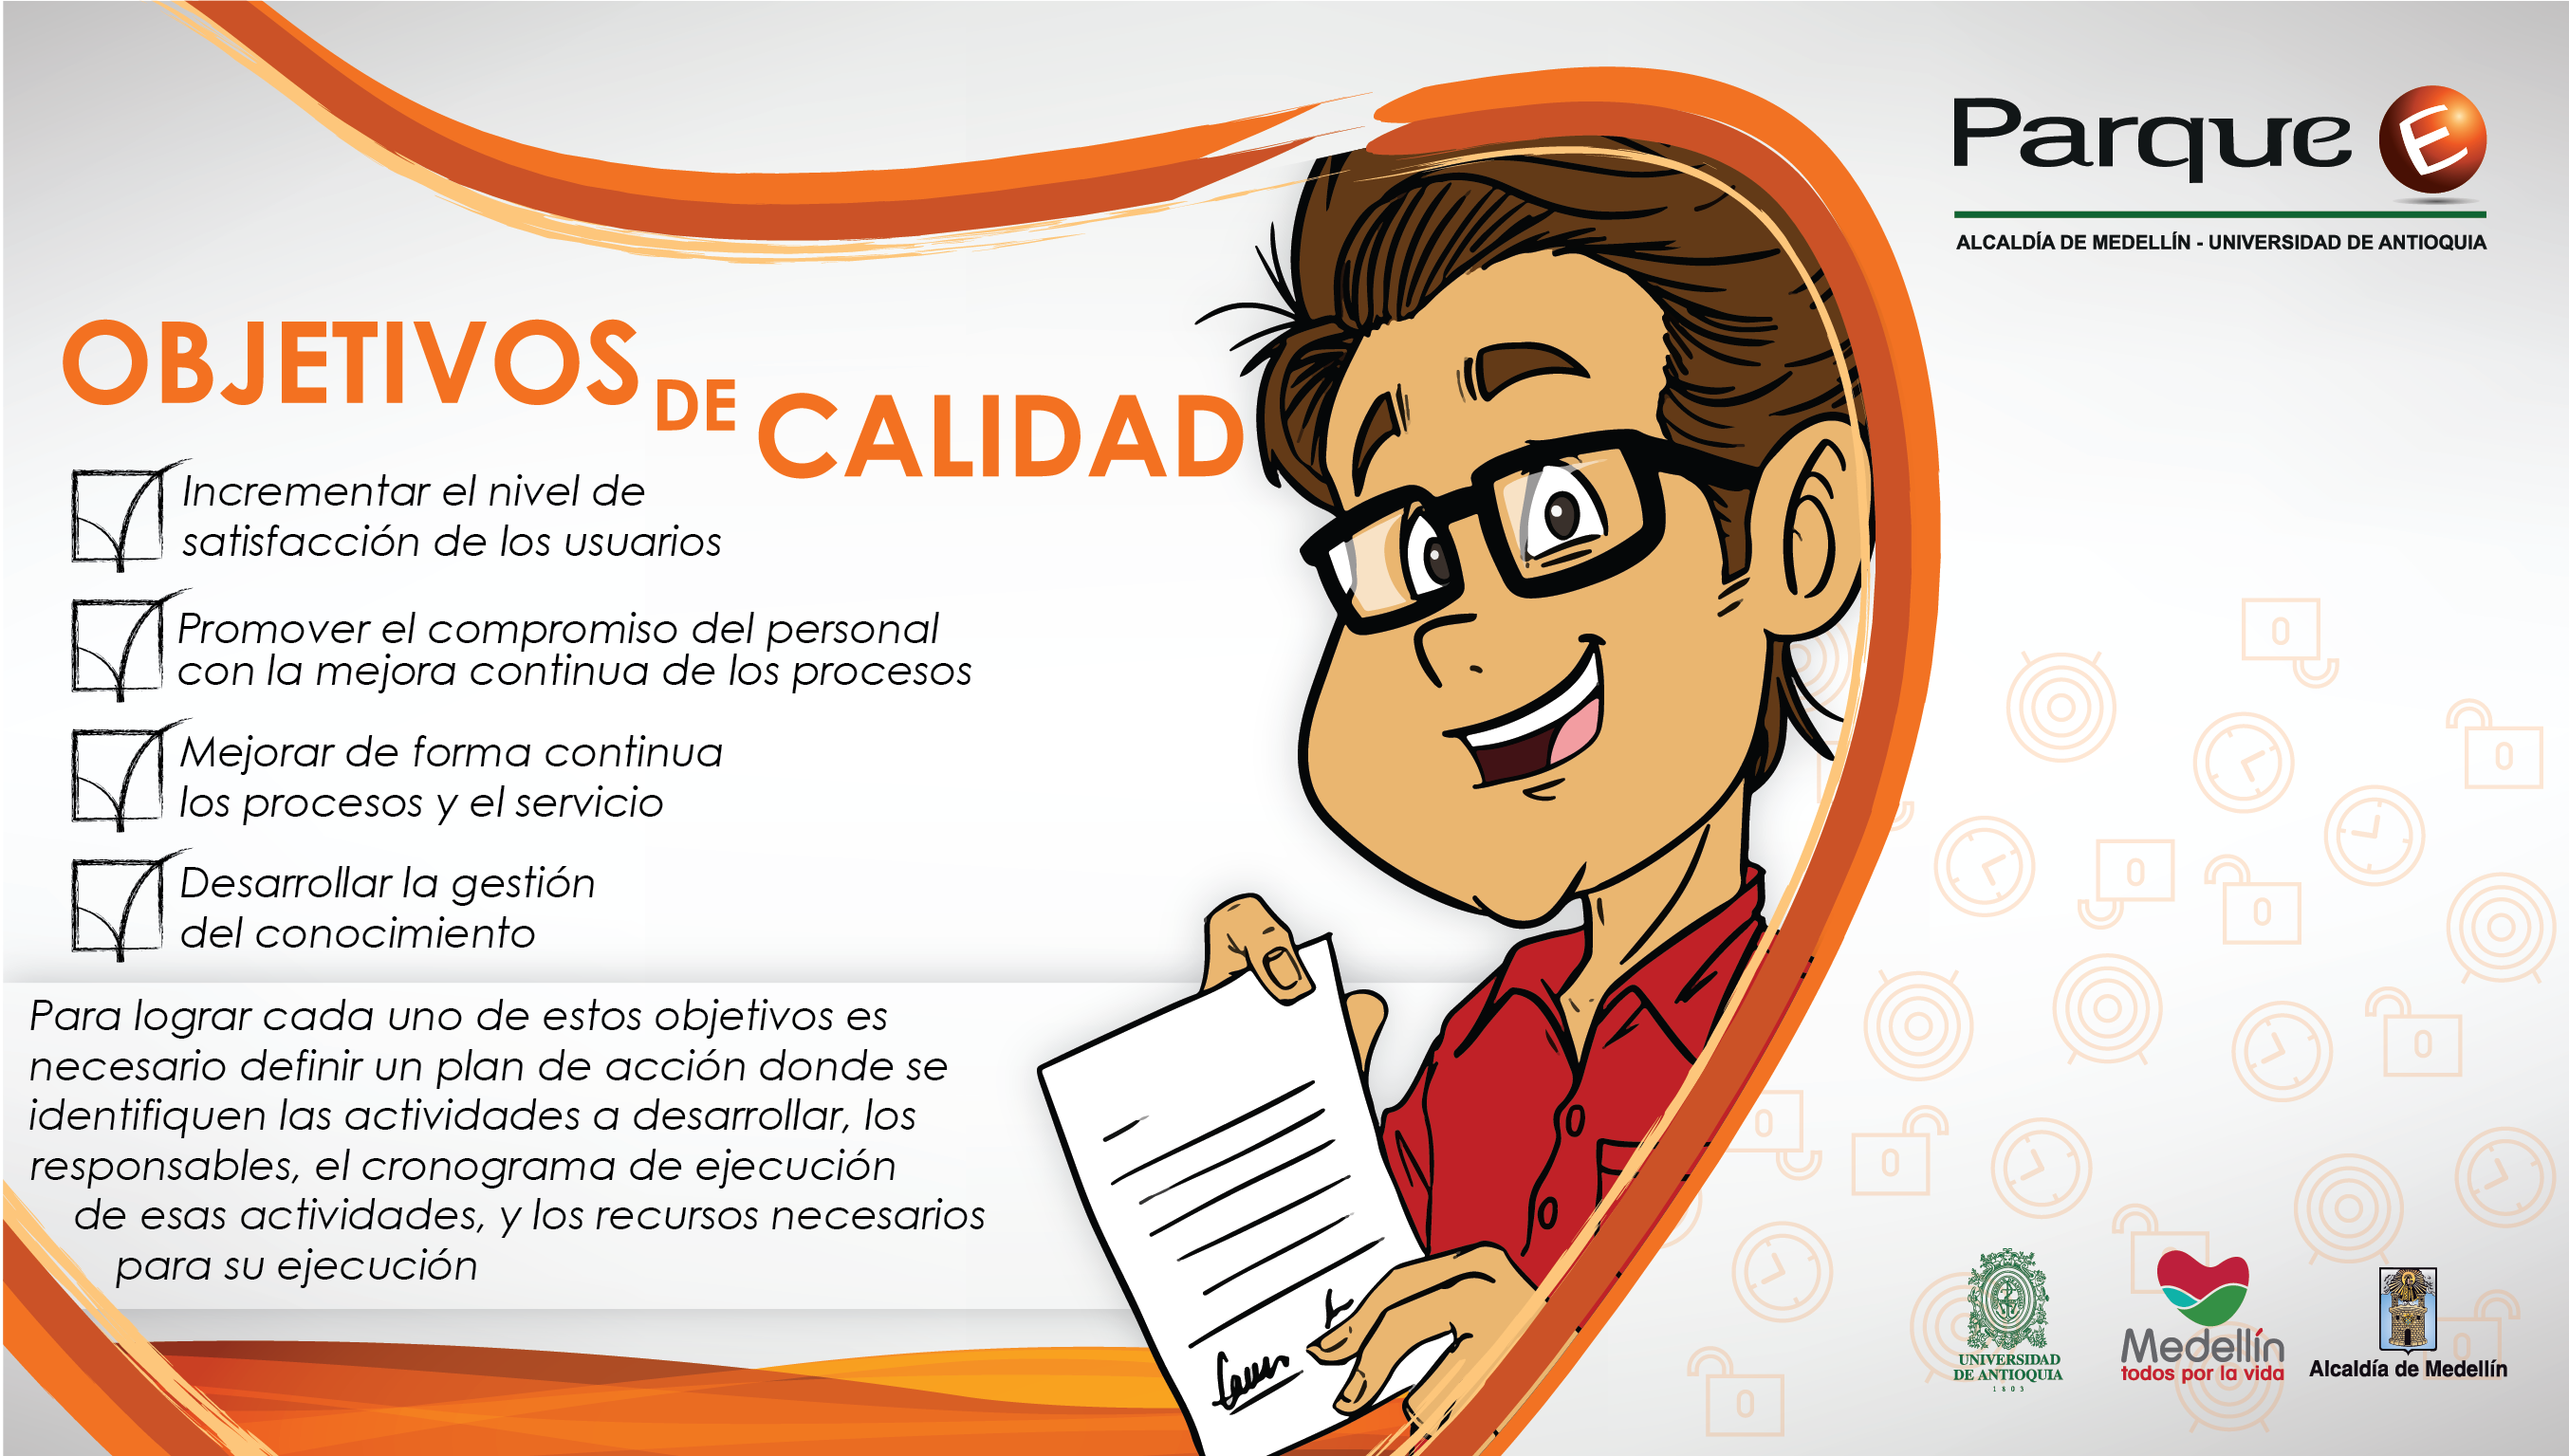 Parque E
ALCALDÍA DE MEDELLÍN - UNIVERSIDAD DE ANTIOQUIA
OBJETIVOS DE CALIDAD
Incrementar el nivel de
satisfacción de los usuarios
Promover el compromiso del personal
con la mejora continua de los procesos
Mejorar de forma continua
los procesos y el servicio
Desarrollar la gestión
del conocimiento
Para lograr cada uno de estos objetivos es
necesario definir un plan de acción donde se
identifiquen las actividades a desarrollar, los
responsables, el cronograma de ejecución
de esas actividades, y los recursos necesarios
para su ejecución
UNIVERSIDAD
DE ANTIOQUIA
1803
Medellín
todos por la vida
Alcaldía de Medellín